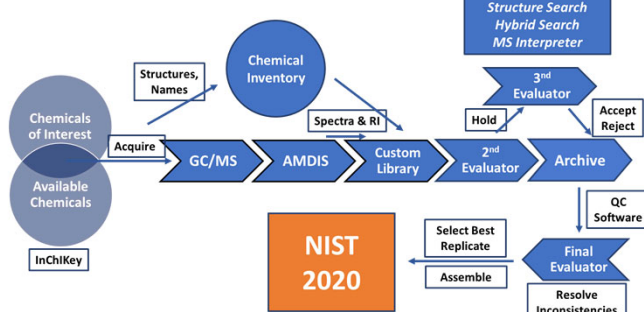 Structure Search
Hybrid Search
MS Interpreter
Chemical
Inventory
Structures,
Names
3nd
Evaluator
Chemicals
of Interest
Spectra & RI
Hold
Accept
Reject
Acquire
GC/MS
AMDIS
Custom
Library
2nd
Evaluator
Archive
Available
Chemicals
QC
Software
InChIKey
NIST
2020
Select Best
Replicate
Assemble
Final
Evaluator
Resolve
Inconsistencies